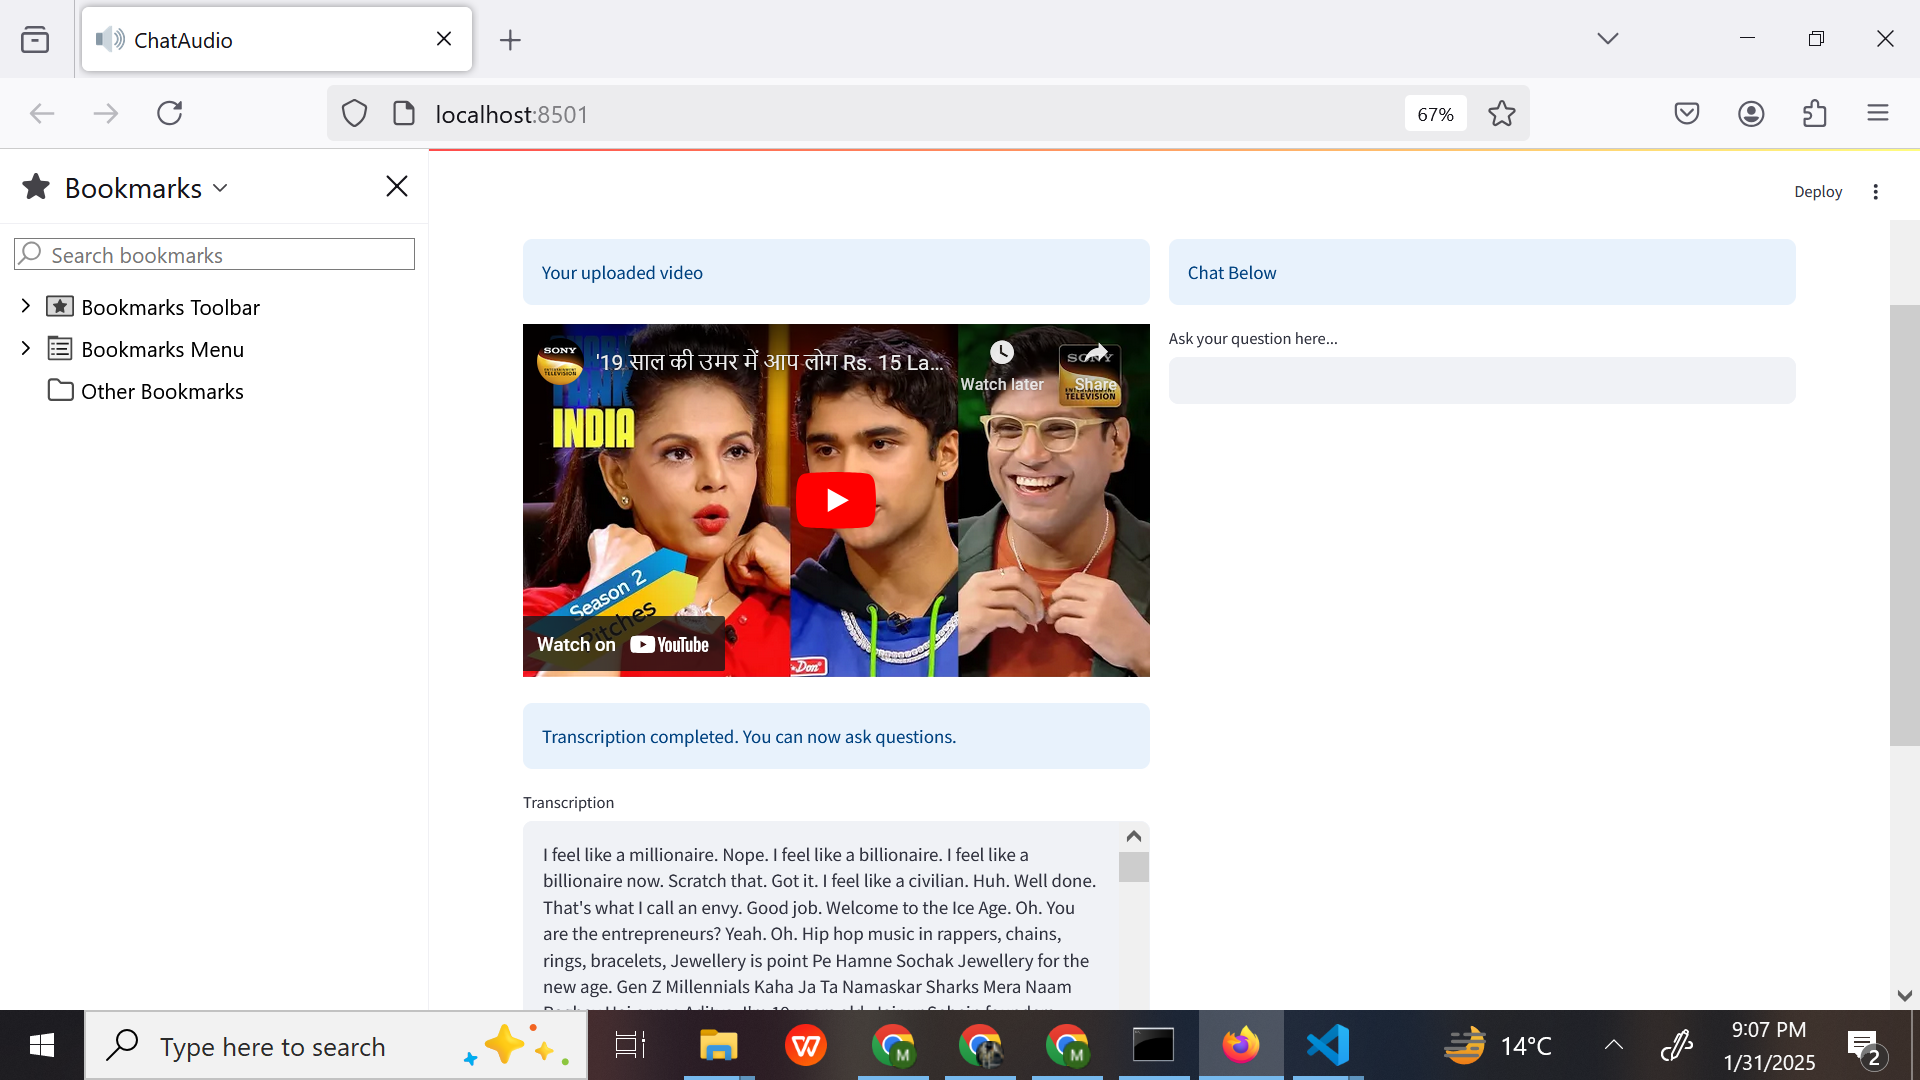 ChatAudio
localhost:8501
67%
Bookmarks
Search bookmarks
Bookmarks Toolbar
Bookmarks Menu
Other Bookmarks
Deploy
Your uploaded video
Chat Below
Ask your question here...
SONY
ENTERTAINMENT
TELEVISION
'19 साल की उमर में आप लोग Rs. 15 La...
Watch later
Share
SONY
TELEVISION
INDIA
Season 2
Pitches
Don
Watch on YouTube
Transcription completed. You can now ask questions.
Transcription
I feel like a millionaire. Nope. I feel like a billionaire. I feel like a
billionaire now. Scratch that. Got it. I feel like a civilian. Huh. Well done.
That's what I call an envy. Good job. Welcome to the Ice Age. Oh. You
are the entrepreneurs? Yeah. Oh. Hip hop music in rappers, chains,
rings, bracelets, Jewellery is point Pe Hamne Sochak Jewellery for the
new age. Gen Z Millennials Kaha Ja Ta Namaskar Sharks Mera Naam
Type here to search
14°C
9:07 PM
1/31/2025
2